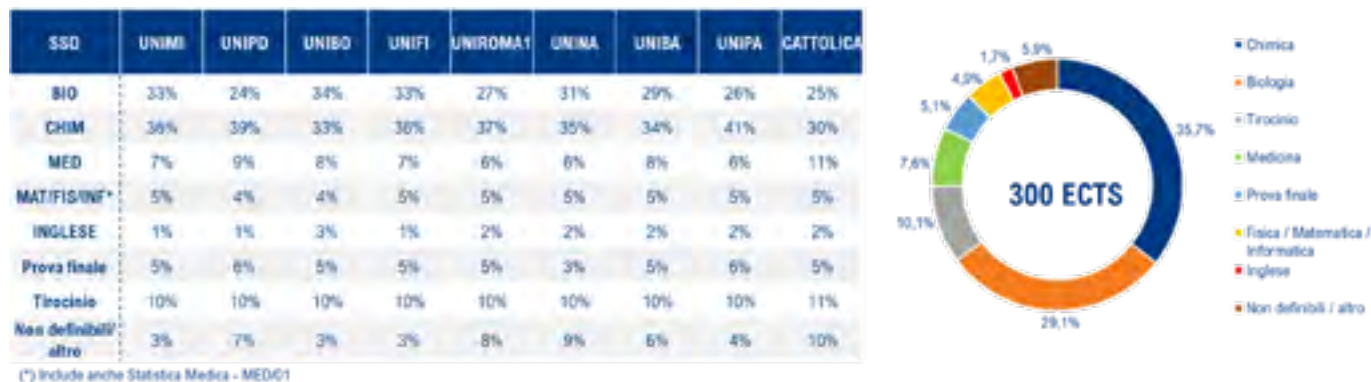 SSD UNIMI UNIPD UNIBO UNIFI UNIROMA1 UNINA UNIBA UNIPA CATTOLICA
BIO 33% 24% 34% 33% 27% 31% 29% 26% 25%
CHIM 36% 39% 33% 36% 37% 35% 34% 41% 30%
MED 7% 9% 8% 7% 6% 6% 8% 6% 11%
MAT/FIS/INF* 5% 4% 4% 5% 5% 5% 5% 5% 5%
INGLESE 1% 1% 3% 1% 2% 2% 2% 2% 2%
Prova finale 5% 6% 5% 5% 5% 3% 5% 6% 5%
Tirocinio 10% 10% 10% 10% 10% 10% 10% 10% 11%
Non definibili/
altro 3% 7% 3% 3% 8% 9% 6% 4% 10%
(*) Include anche Statistica Medica - MED/01
5,9%
1,7%
4,9%
5,1%
7,6%
10,1%
29,1%
35,7%
300 ECTS
Chimica
Biologia
Tirocinio
Medicina
Prova finale
Fisica / Matematica /
Informatica
Inglese
Non definibili / altro